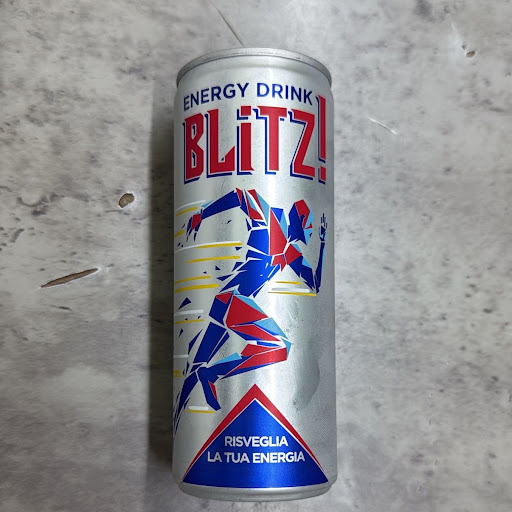 ENERGY DRINK
BLiTZ!
RISVEGLIA
LA TUA ENERGIA